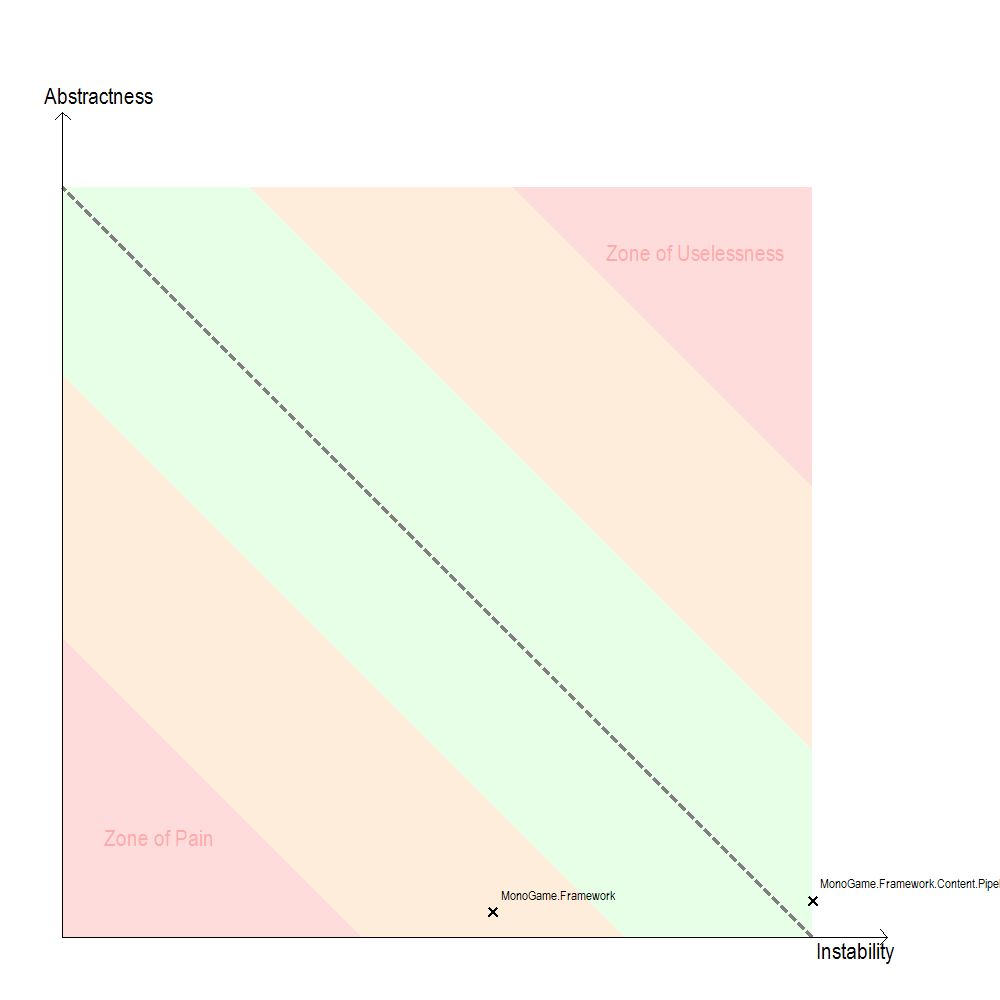 Abstractness
Zone of Uselessness
Zone of Pain
MonoGame.Framework.Content.Pipel
MonoGame.Framework
Instability